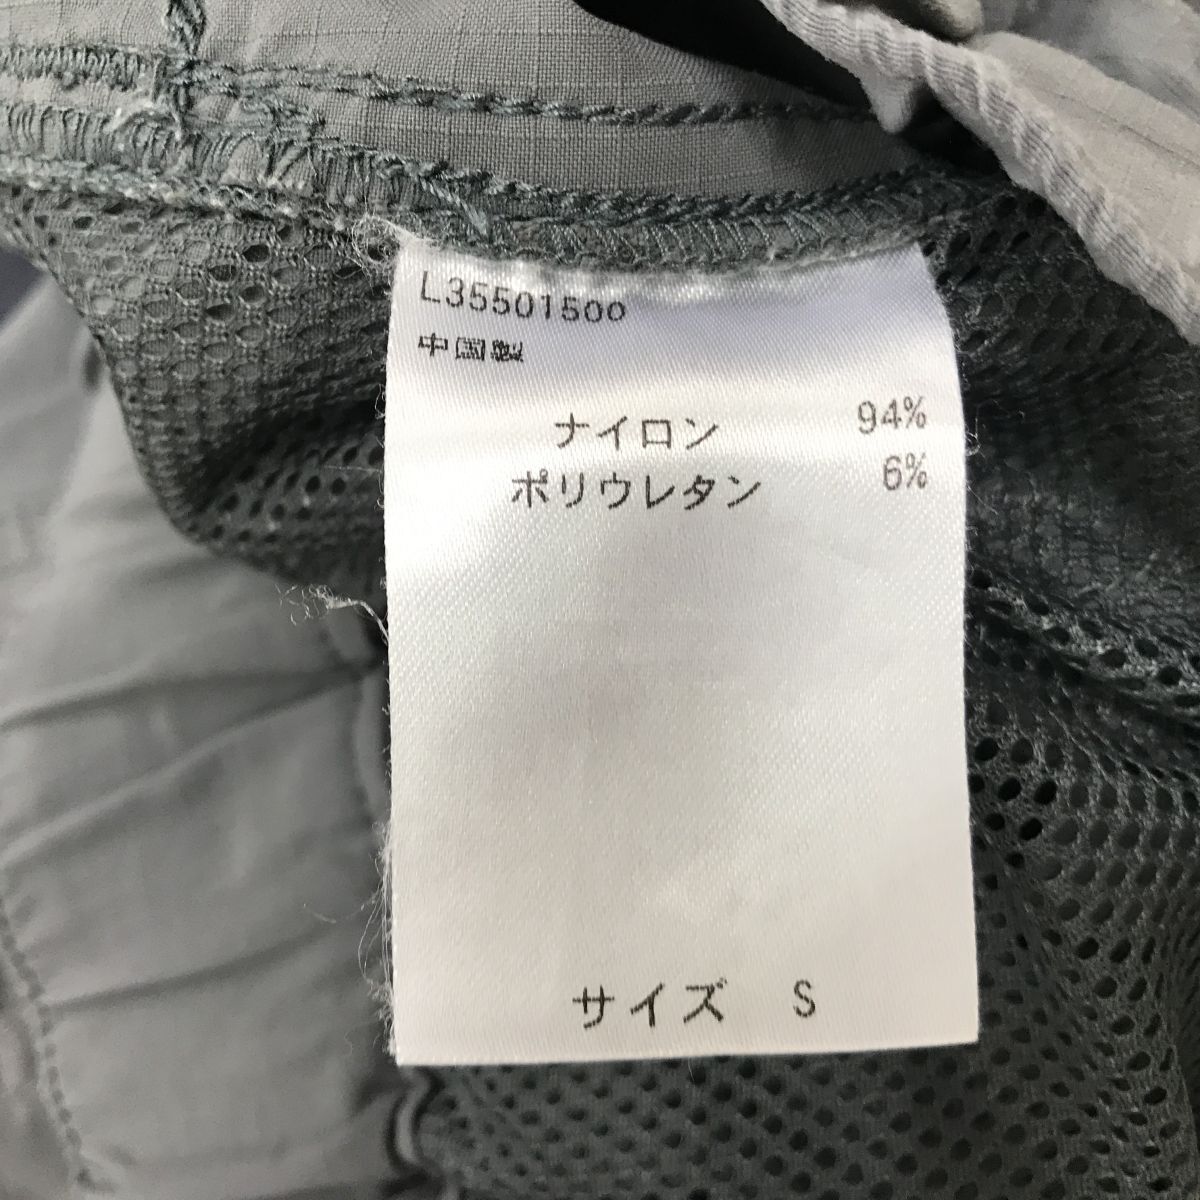 L35501500
中国製
ナイロン 94%
ポリウレタン 6%
サイズ S